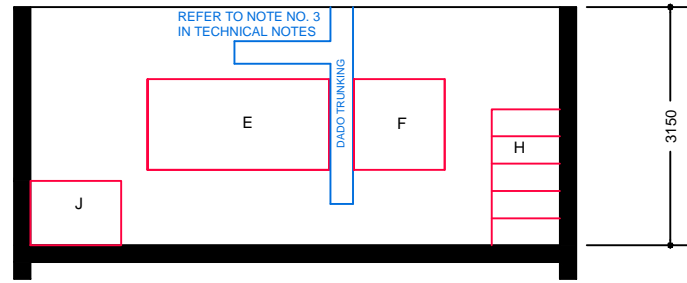 REFER TO NOTE NO. 3
IN TECHNICAL NOTES
DADO TRUNKING
E
F
H
J
3150